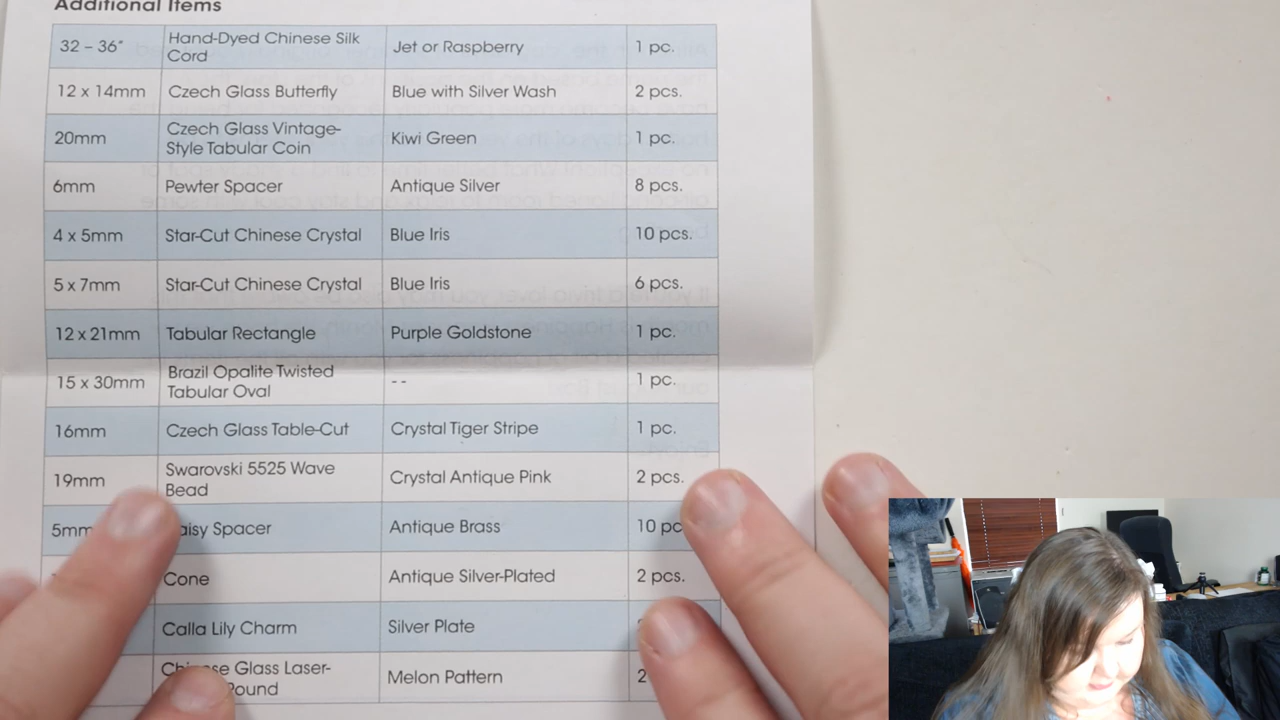 Additional Items
32 – 36" Hand-Dyed Chinese Silk
Cord Jet or Raspberry 1 pc.
12 x 14mm Czech Glass Butterfly Blue with Silver Wash 2 pcs.
20mm Czech Glass Vintage-
Style Tabular Coin Kiwi Green 1 pc.
6mm Pewter Spacer Antique Silver 8 pcs.
4 x 5mm Star-Cut Chinese Crystal Blue Iris 10 pcs.
5 x 7mm Star-Cut Chinese Crystal Blue Iris 6 pcs.
12 x 21mm Tabular Rectangle Purple Goldstone 1 pc.
15 x 30mm Brazil Opalite Twisted
Tabular Oval -- 1 pc.
16mm Czech Glass Table-Cut Crystal Tiger Stripe 1 pc.
19mm Swarovski 5525 Wave
Bead Crystal Antique Pink 2 pcs.
5mm Spacer Antique Brass 10
Cone Antique Silver-Plated 2 pcs.
Calla Lily Charm Silver Plate
Glass Laser-
Melon Pattern 2